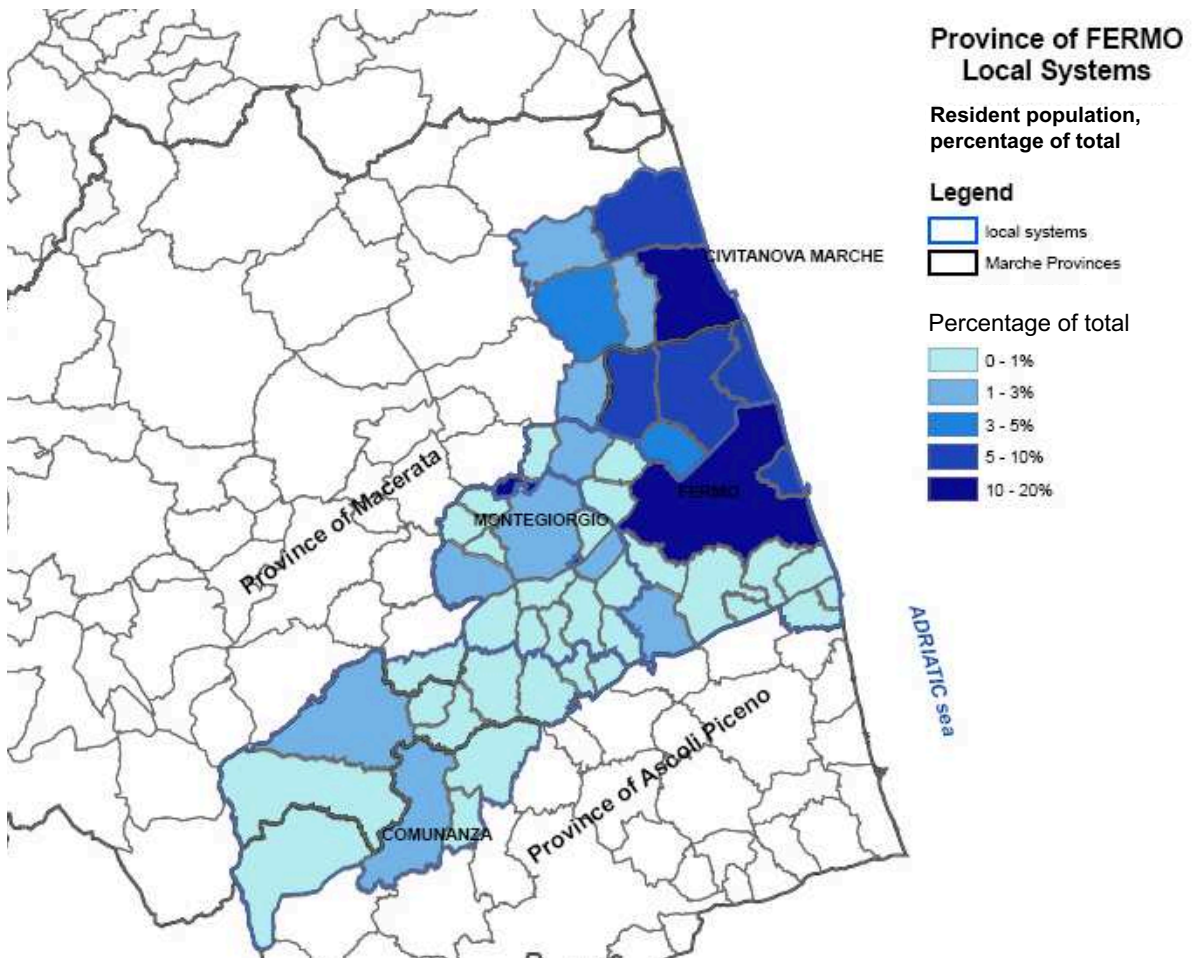 Province of FERMO
Local Systems
Resident population,
percentage of total
Legend
local systems
Marche Provinces
Percentage of total
0 - 1%
1 - 3%
3 - 5%
5 - 10%
10 - 20%
CIVITANOVA MARCHE
Province of Macerata
FERMO
MONTEGIORGIO
ADRIATIC sea
Province of Ascoli Piceno
COMUNANZA